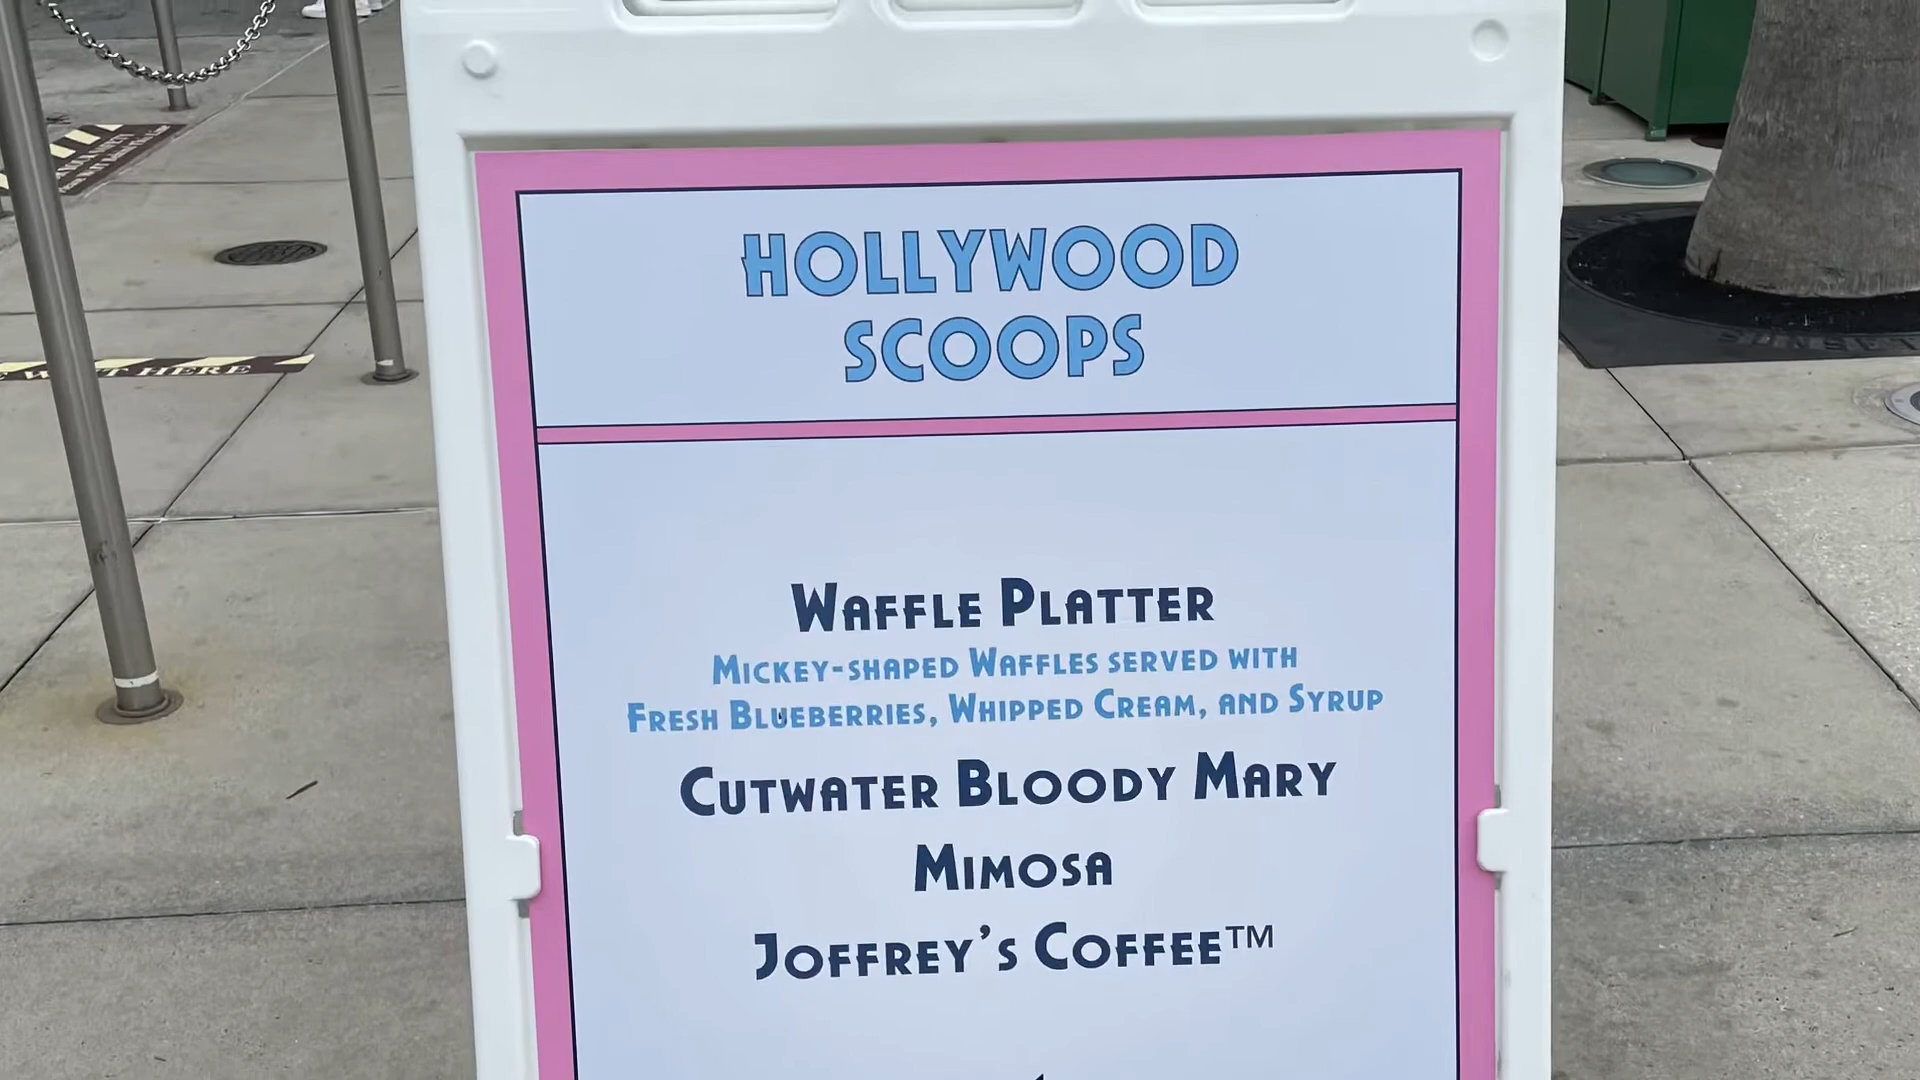 HOLLYWOOD
SCOOPS
WAFFLE PLATTER
MICKEY-SHAPED WAFFLES SERVED WITH
FRESH BLUEBERRIES, WHIPPED CREAM, AND SYRUP
CUTWATER BLOODY MARY
MIMOSA
JOFFREY'S COFFEE™
HERE